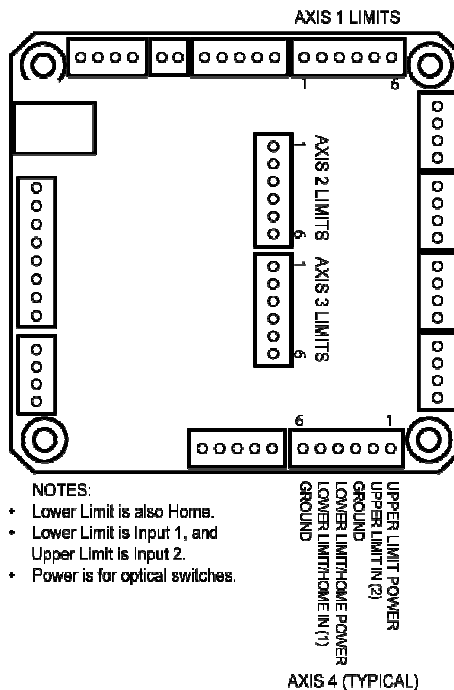 AXIS 1 LIMITS
1 6
1
AXIS 2 LIMITS
6
1
AXIS 3 LIMITS
6
6 1
UPPER LIMIT POWER
UPPER LIMIT IN (2)
GROUND
LOWER LIMIT/HOME POWER
LOWER LIMIT/HOME IN (1)
GROUND
NOTES:
• Lower Limit is also Home.
• Lower Limit is Input 1, and
Upper Limit is Input 2.
• Power is for optical switches.
AXIS 4 (TYPICAL)